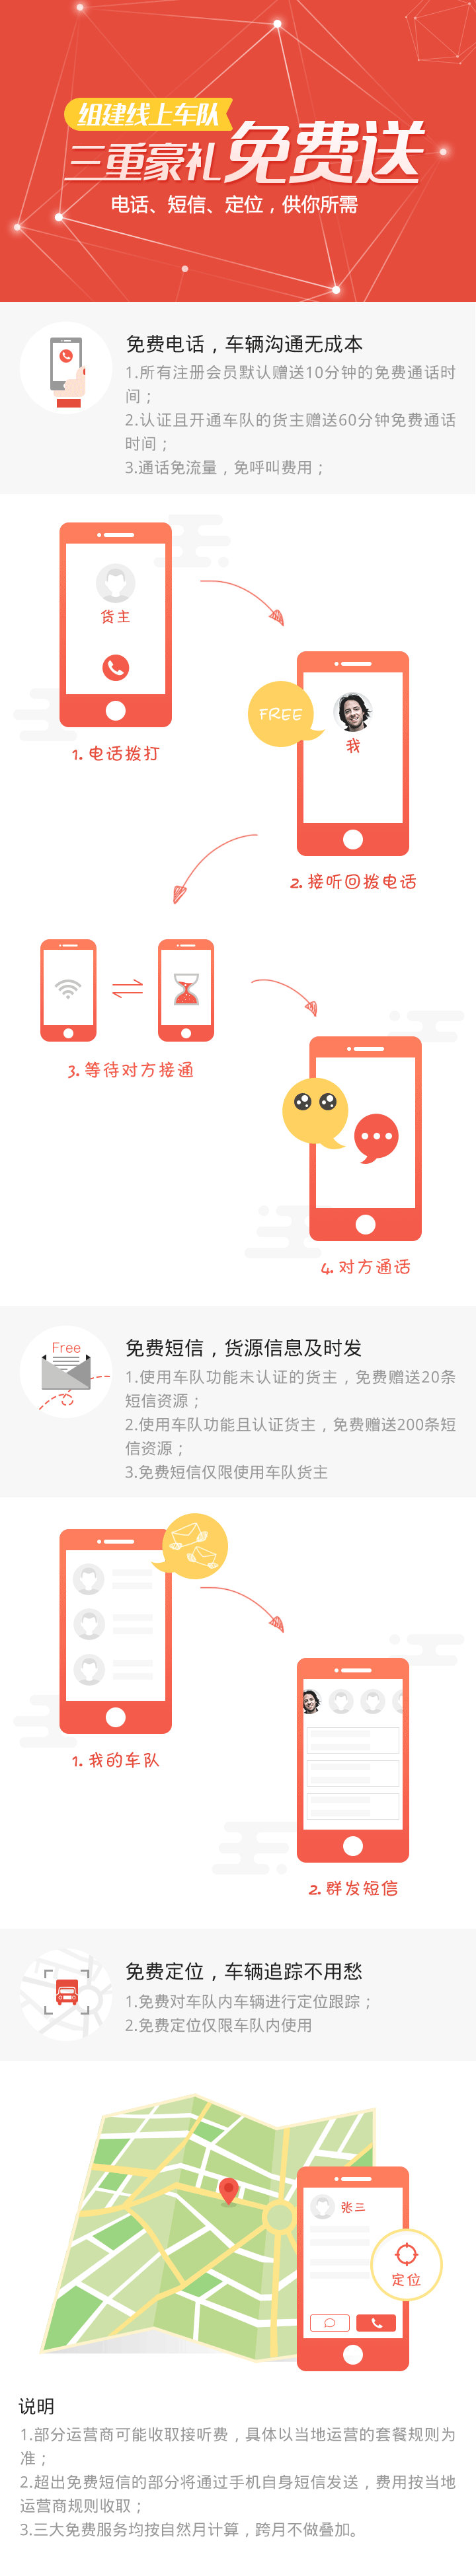 组建线上车队
三重豪礼免费送
电话、短信、定位，供你所需
免费电话，车辆沟通无成本
1.所有注册会员默认赠送10分钟的免费通话时
间；
2.认证且开通车队的货主赠送60分钟免费通话
时间；
3.通话免流量，免呼叫费用；
货主
1.电话拨打
FREE
我
2.接听回拨电话
3.等待对方接通
4.对方通话
Free
免费短信，货源信息及时发
1.使用车队功能未认证的货主，免费赠送20条
短信资源；
2.使用车队功能且认证货主，免费赠送200条短
信资源；
3.免费短信仅限使用车队货主
1.我的车队
2.群发短信
免费定位，车辆追踪不用愁
1.免费对车队内车辆进行定位跟踪；
2.免费定位仅限车队内使用
张三
定位
说明
1.部分运营商可能收取接听费，具体以当地运营的套餐规则为
准；
2.超出免费短信的部分将通过手机自身短信发送，费用按当地
运营商规则收取；
3.三大免费服务均按自然月计算，跨月不做叠加。